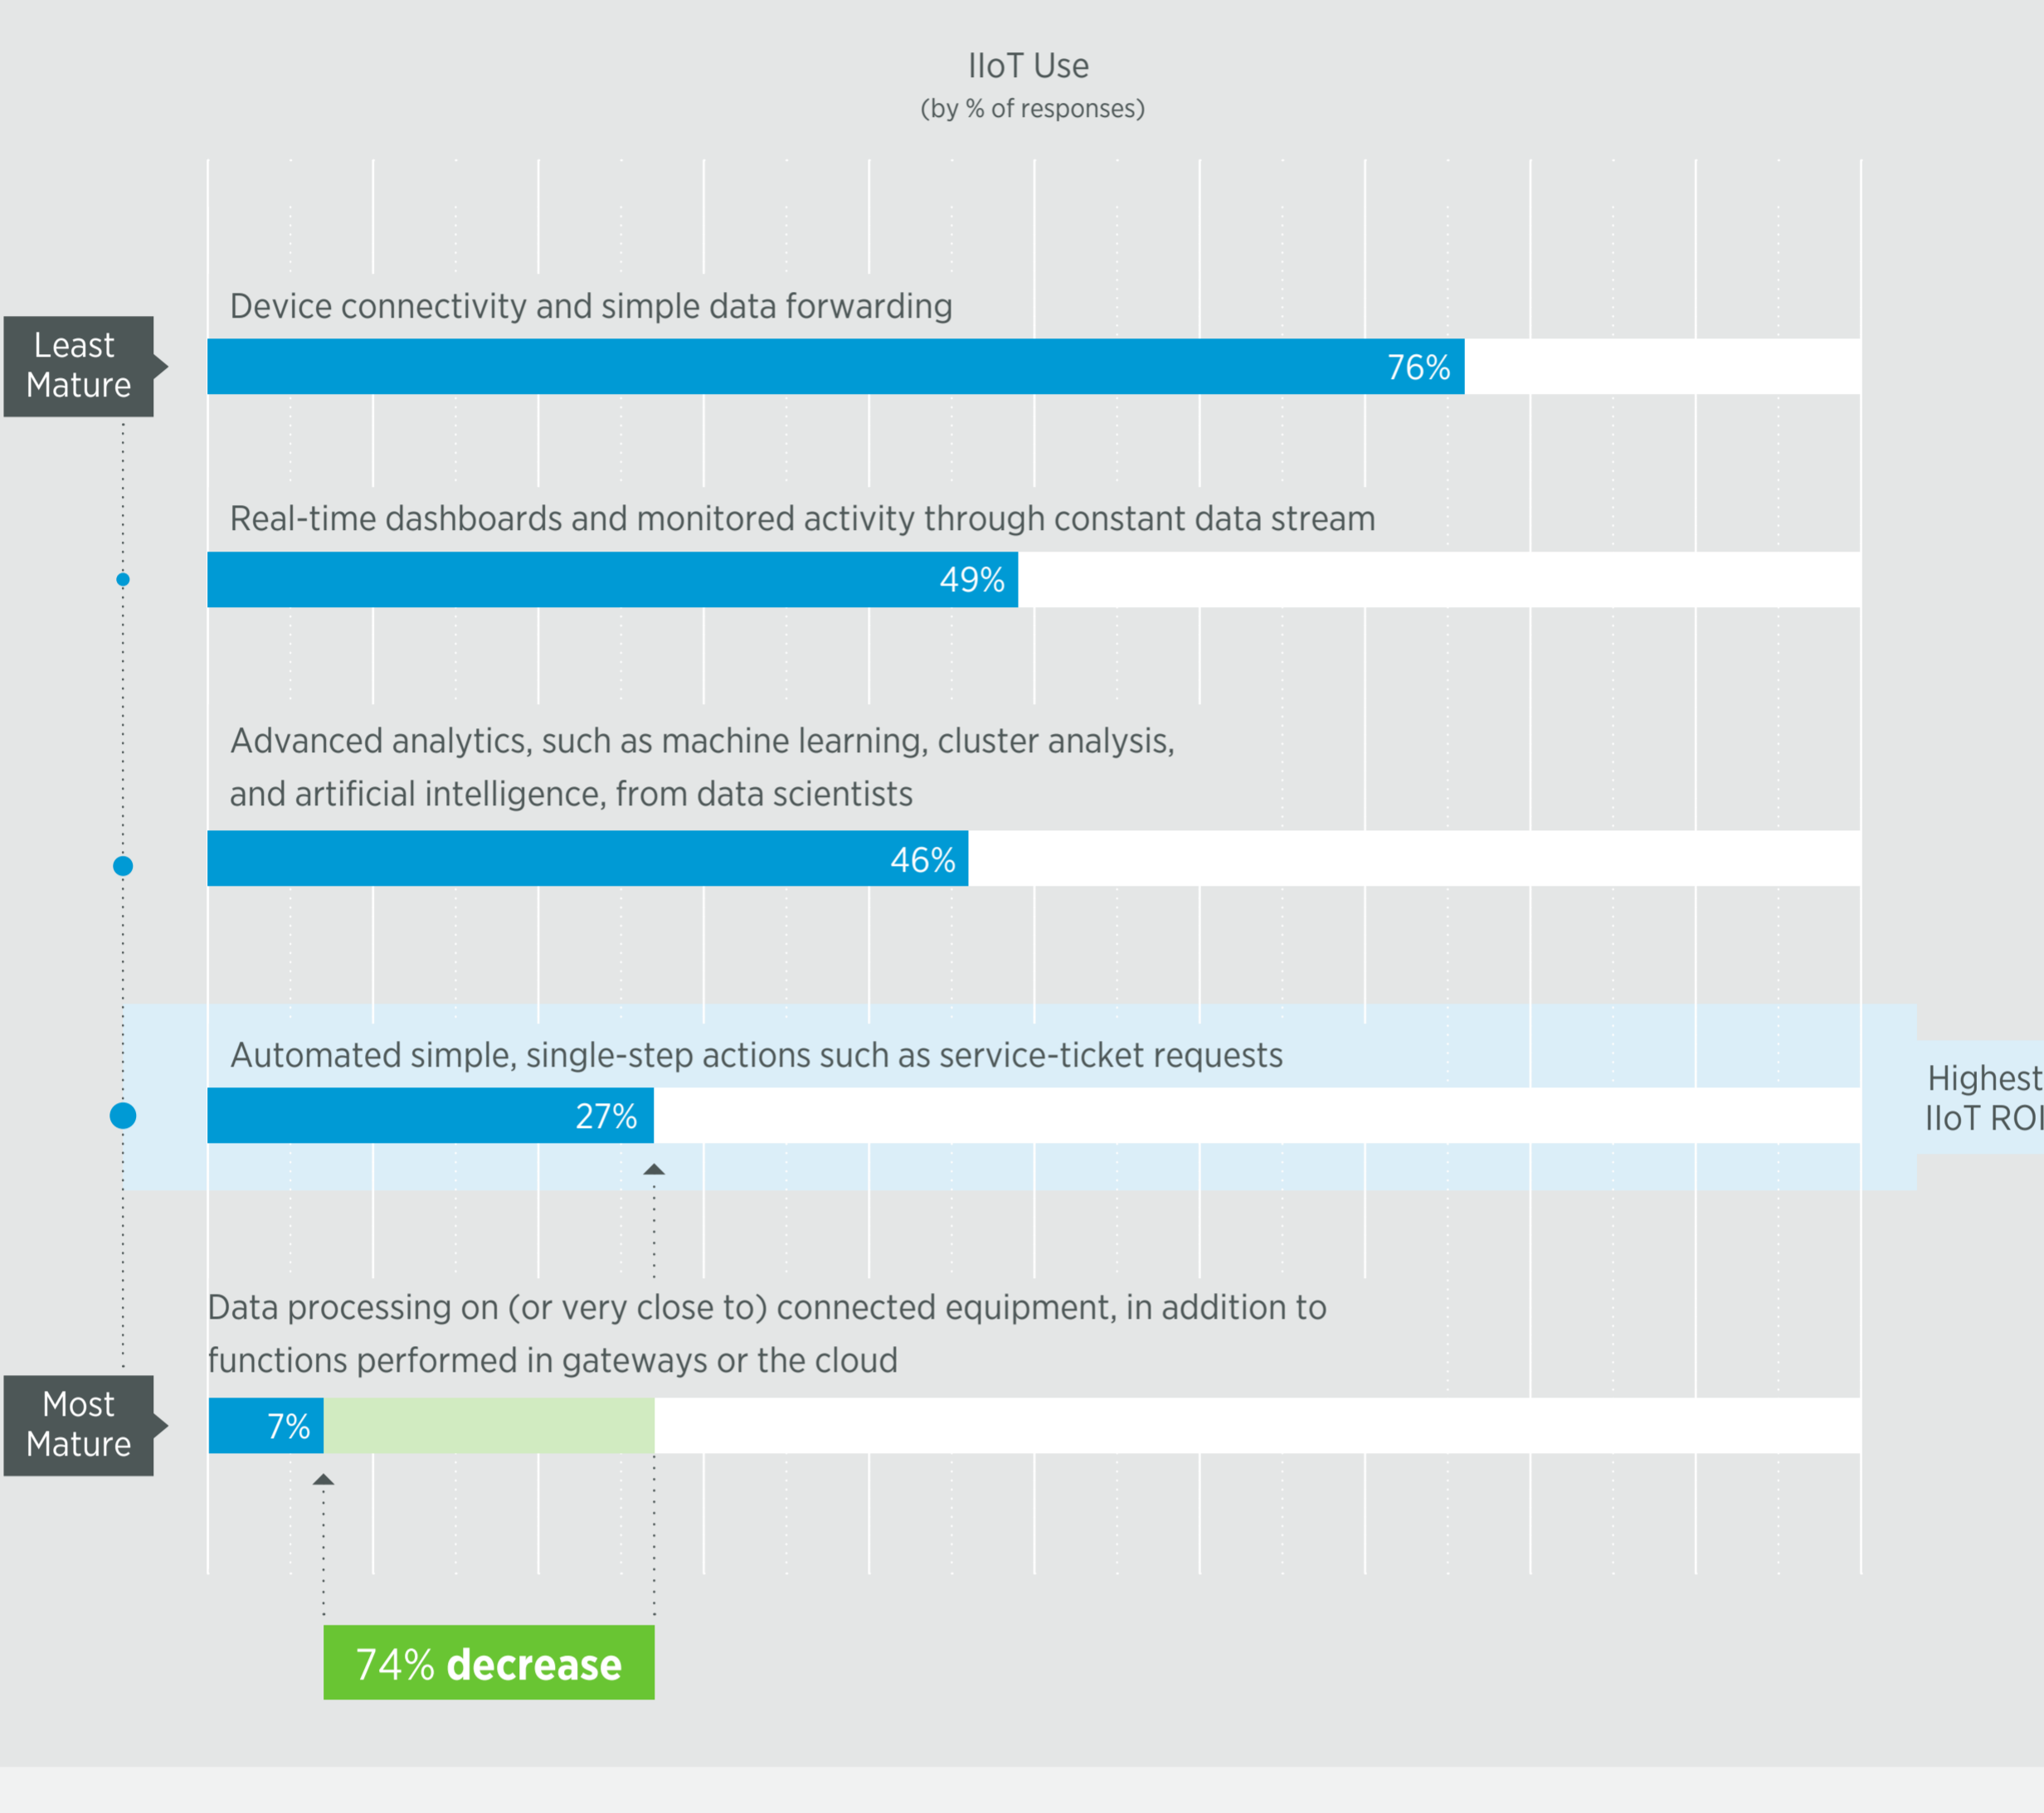 IIoT Use
(by % of responses)
Device connectivity and simple data forwarding
Least
Mature
76%
Real-time dashboards and monitored activity through constant data stream
49%
Advanced analytics, such as machine learning, cluster analysis,
and artificial intelligence, from data scientists
46%
Automated simple, single-step actions such as service-ticket requests
27%
Highest
IIoT ROI
Data processing on (or very close to) connected equipment, in addition to
functions performed in gateways or the cloud
Most
Mature
7%
74% decrease